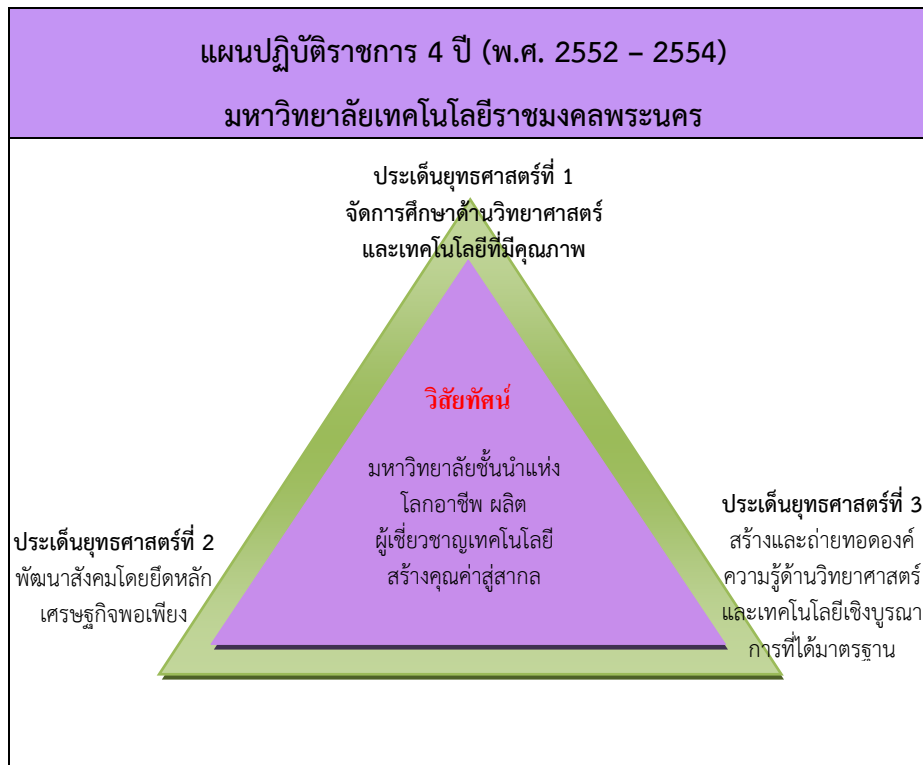 แผนปฏิบัติราชการ 4 ปี (พ.ศ. 2552 – 2554)
มหาวิทยาลัยเทคโนโลยีราชมงคลพระนคร
ประเด็นยุทธศาสตร์ที่ 1
จัดการศึกษาด้านวิทยาศาสตร์
และเทคโนโลยีที่มีคุณภาพ
วิสัยทัศน์
มหาวิทยาลัยชั้นนำแห่ง
โลกอาชีพ ผลิต
ผู้เชี่ยวชาญเทคโนโลยี
สร้างคุณค่าสู่สากล
ประเด็นยุทธศาสตร์ที่ 2
พัฒนาสังคมโดยยึดหลัก
เศรษฐกิจพอเพียง
ประเด็นยุทธศาสตร์ที่ 3
สร้างและถ่ายทอดองค์
ความรู้ด้านวิทยาศาสตร์
และเทคโนโลยีเชิงบูรณา
การที่ได้มาตรฐาน